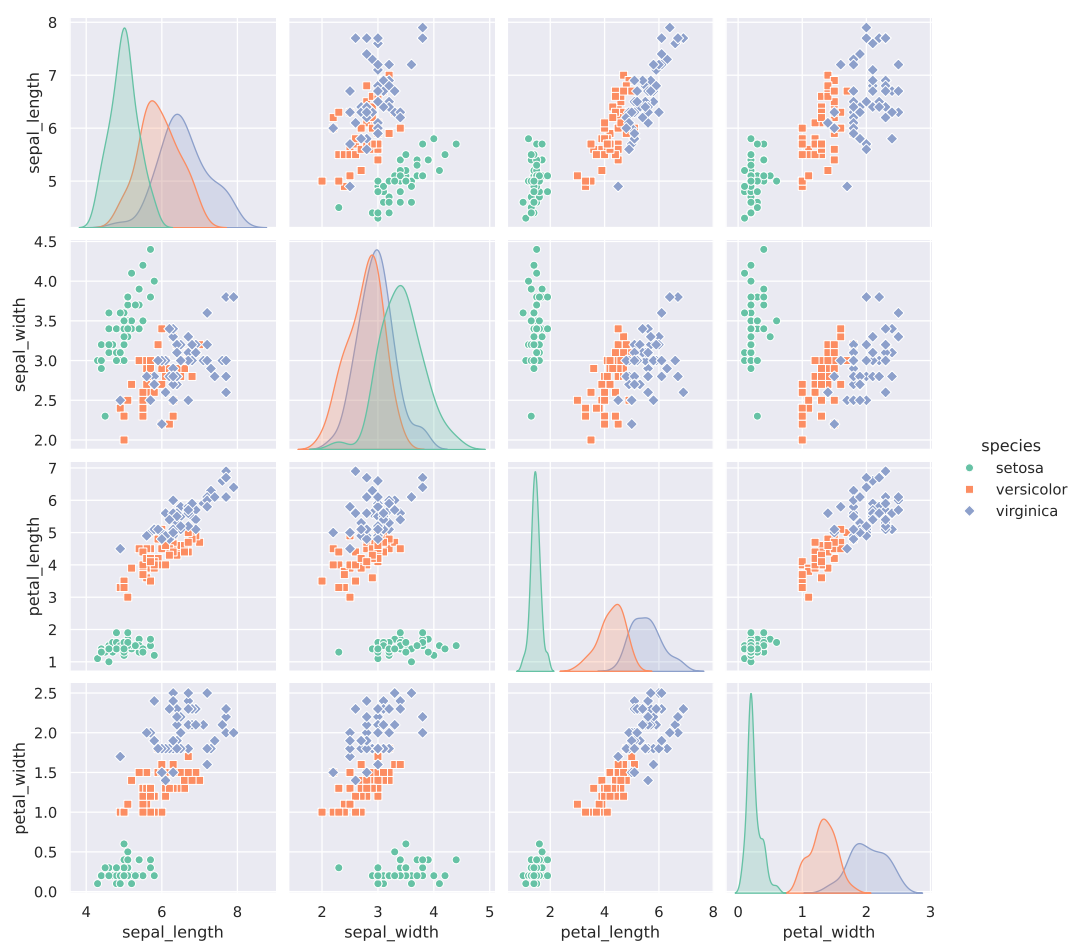 8
7
6
5
sepal_length
4.5
4.0
3.5
3.0
2.5
2.0
sepal_width
7
6
5
4
3
2
1
petal_length
2.5
2.0
1.5
1.0
0.5
0.0
petal_width
4 6 8
sepal_length
2 3 4 5
sepal_width
2 4 6 8
petal_length
0 1 2 3
petal_width
species
setosa
versicolor
virginica